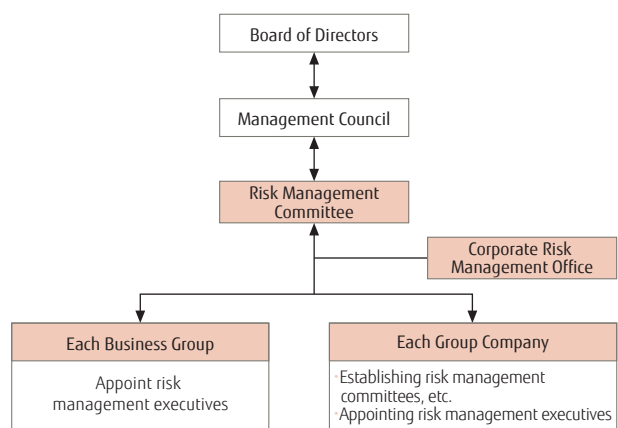 Board of Directors
Management Council
Risk Management
Committee
Corporate Risk
Management Office
Each Business Group
Appoint risk
management executives
Each Group Company
・Establishing risk management
committees, etc.
・Appointing risk management executives